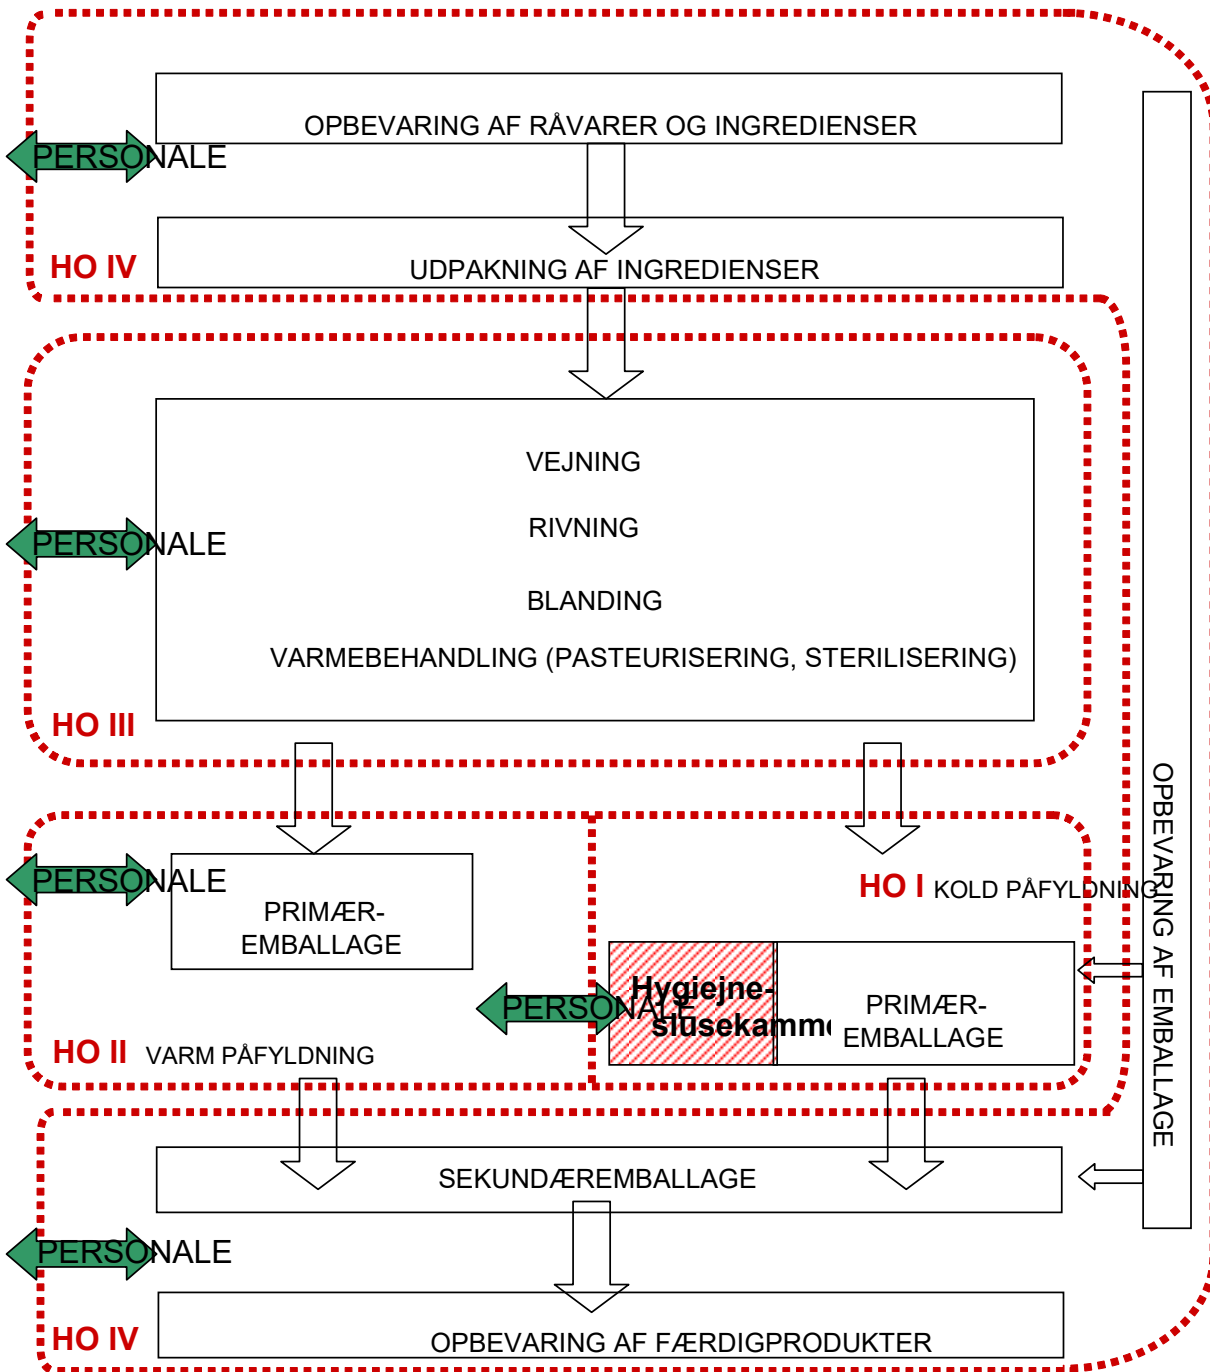 OPBEVARING AF RÅVARER OG INGREDIENSER
PERSONALE
HO IV
UDPAKNING AF INGREDIENSER
VEJNING
RIVNING
PERSONALE
BLANDING
VARMEBEHANDLING (PASTEURISERING, STERILISERING)
HO III
OPBEVARING AF EMBALLAGE
PERSONALE
PRIMÆR-
EMBALLAGE
HO I KOLD PÅFYLDNING
PERSONALE
Hygiejne-
slusekamme
PRIMÆR-
EMBALLAGE
HO II VARM PÅFYLDNING
SEKUNDÆREMBALLAGE
PERSONALE
HO IV
OPBEVARING AF FÆRDIGPRODUKTER